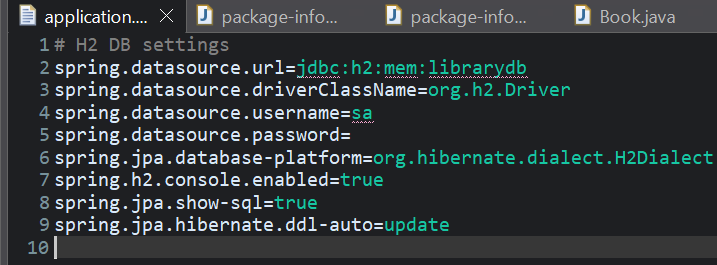 application.... package-info... package-info... Book.java
1 # H2 DB settings
2 spring.datasource.url=jdbc:h2:mem:librarydb
3 spring.datasource.driverClassName=org.h2.Driver
4 spring.datasource.username=sa
5 spring.datasource.password=
6 spring.jpa.database-platform=org.hibernate.dialect.H2Dialect
7 spring.h2.console.enabled=true
8 spring.jpa.show-sql=true
9 spring.jpa.hibernate.ddl-auto=update
10